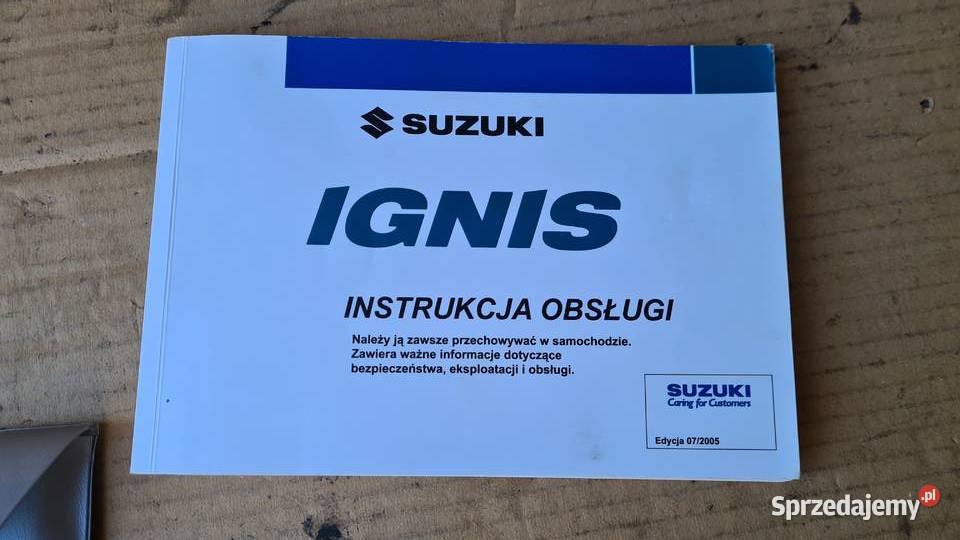 SUZUKI
IGNIS
INSTRUKCJA OBSŁUGI
Należy ją zawsze przechowywać w samochodzie.
Zawiera ważne informacje dotyczące
bezpieczeństwa, eksploatacji i obsługi.
SUZUKI
Caring for Customers
Edycja 07/2005
Sprzedajemy.pl